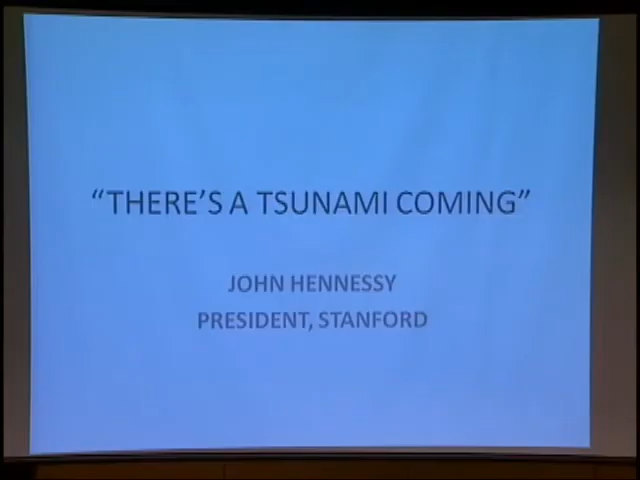 “THERE’S A TSUNAMI COMING”
JOHN HENNESSY
PRESIDENT, STANFORD